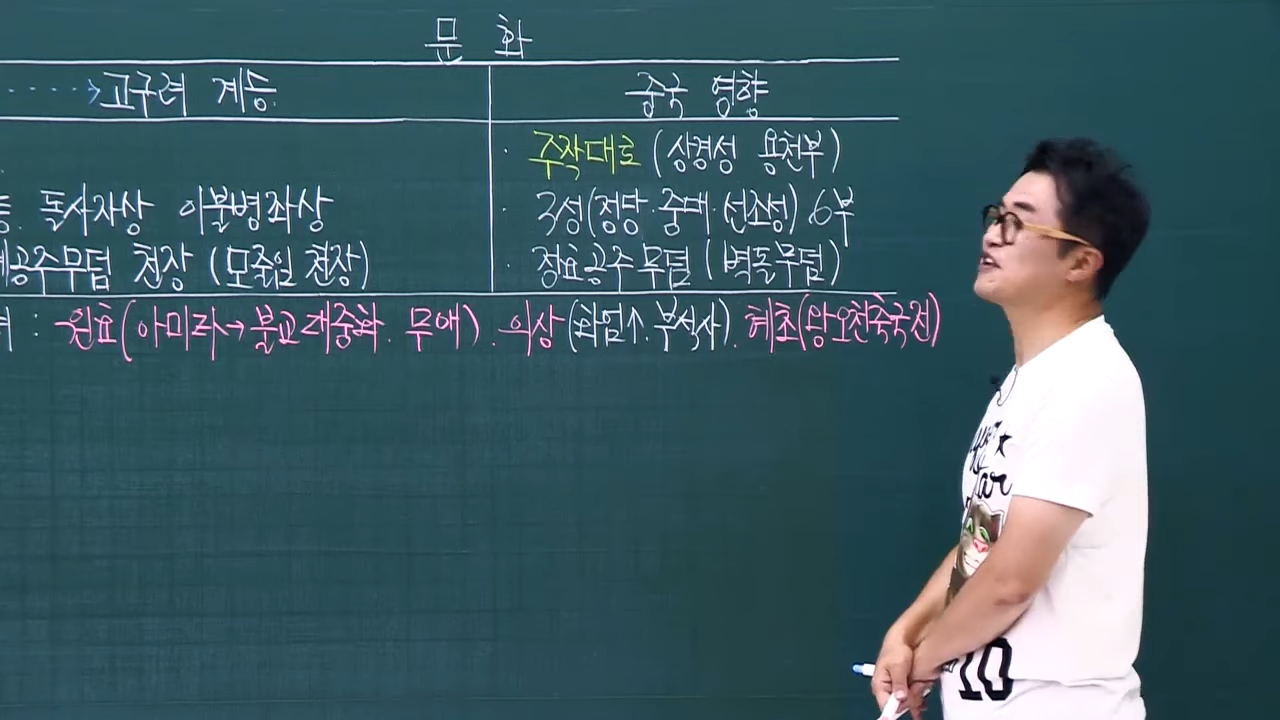 문 화
→고구려 계승
중국 영향
· 주작대로 (상경성 용천부)
돌사자상 이불병좌상
· 3성(정당·중대·선조성) 6부
공주무덤 천장 (모줄임 천장)
· 정효공주 무덤 (벽돌무덤)
: 원효(아미타→불교대중화. 무애). 의상(화엄↑. 부석사). 혜초(왕오천축국전)
10